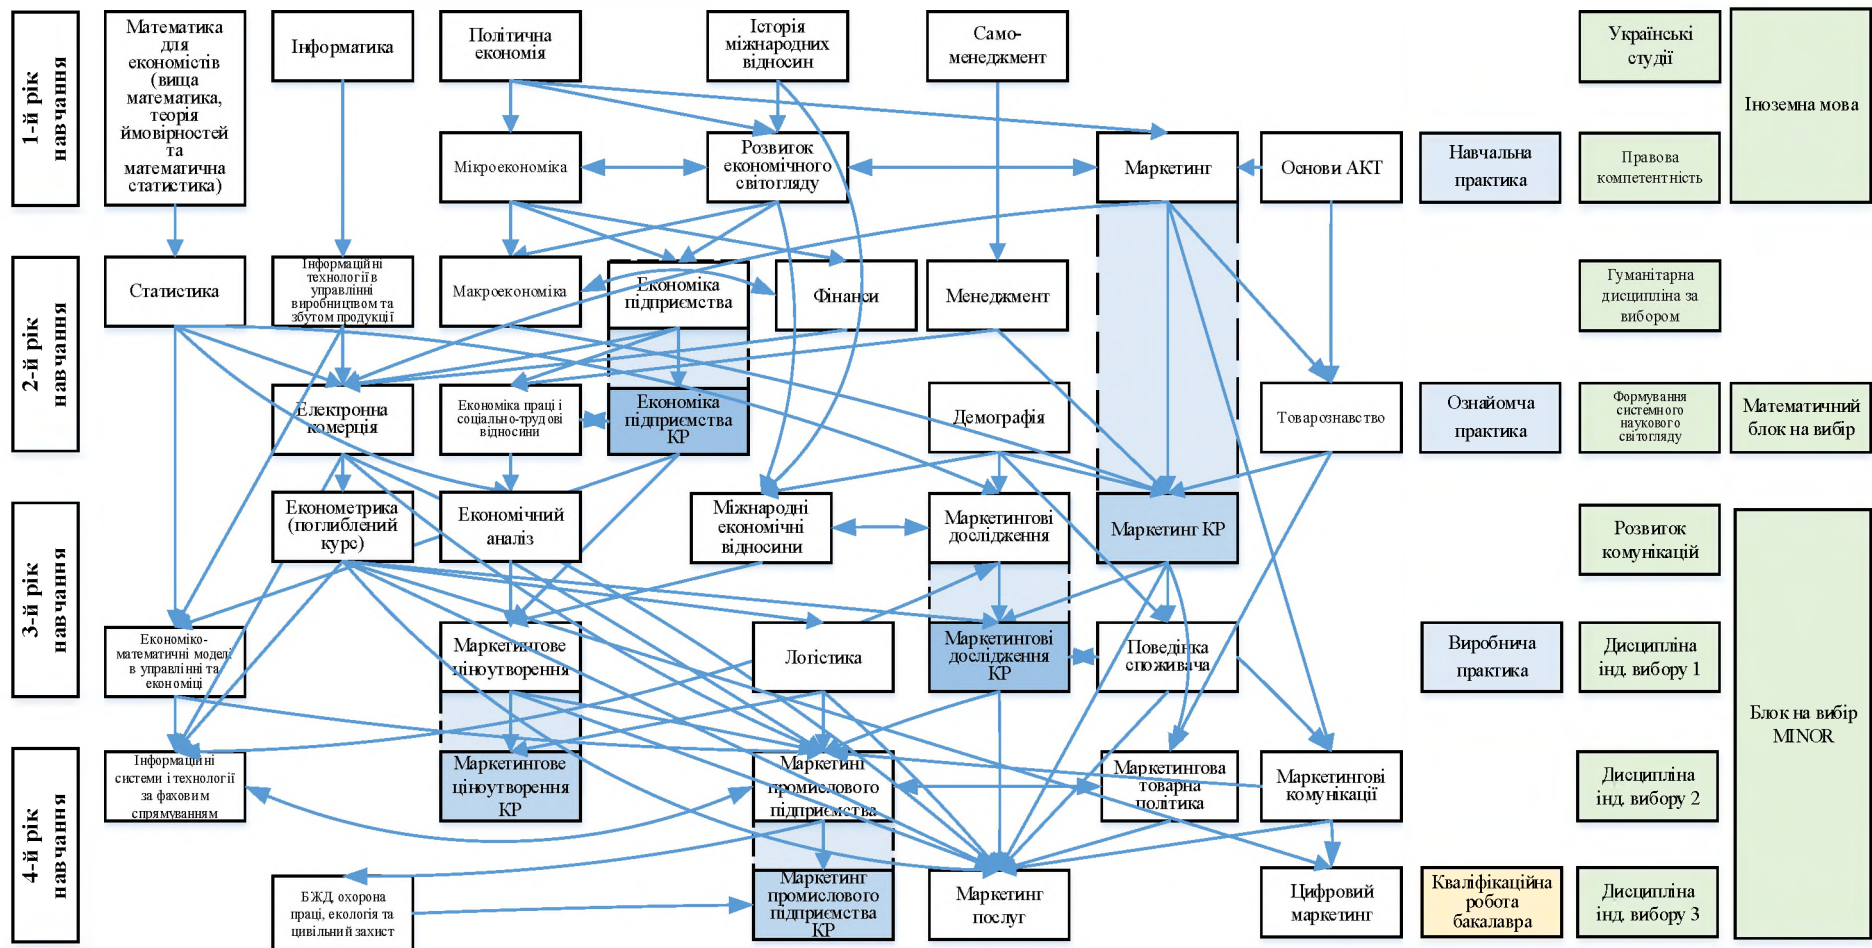 1-й рік
навчання
Математика
для
економістів
(вища
математика,
теорія
ймовірностей
та
математична
статистика)
Інформатика
Політична
економія
Історія
міжнародних
відносин
Само-
менеджмент
Українські
студії
Іноземна мова
Мікроекономіка
Розвиток
економічного
світогляду
Маркетинг
Основи АКТ
Навчальна
практика
Правова
компетентність
2-й рік
навчання
Статистика
Інформаційні
технології в
управлінні
виробництвом та
збутом продукції
Макроекономіка
Економіка
підприємства
Фінанси
Менеджмент
Гуманітарна
дисципліна за
вибором
Електронна
комерція
Економіка праці і
соціально-трудові
відносини
Економіка
підприємства
КР
Демографія
Товарознавство
Ознайомча
практика
Формування
системного
наукового
світогляду
Математичний
блок на вибір
3-й рік
навчання
Економетрика
(поглиблений
курс)
Економічний
аналіз
Міжнародні
економічні
відносини
Маркетингові
дослідження
Маркетинг КР
Розвиток
комунікацій
Економіко-
математичні моделі
в управлінні та
економіці
Маркетингове
ціноутворення
Логістика
Маркетингові
дослідження
КР
Поведінка
споживача
Виробнича
практика
Дисципліна
інд. вибору 1
Блок на вибір
MINOR
4-й рік
навчання
Інформаційні
системи і технології
за фаховим
спрямуванням
Маркетингове
ціноутворення
КР
Маркетинг
промислового
підприємства
Маркетингова
товарна
політика
Маркетингові
комунікації
Дисципліна
інд. вибору 2
БЖД, охорона
праці, екологія та
цивільний захист
Маркетинг
промислового
підприємства
КР
Маркетинг
послуг
Цифровий
маркетинг
Кваліфікаційна
робота
бакалавра
Дисципліна
інд. вибору 3